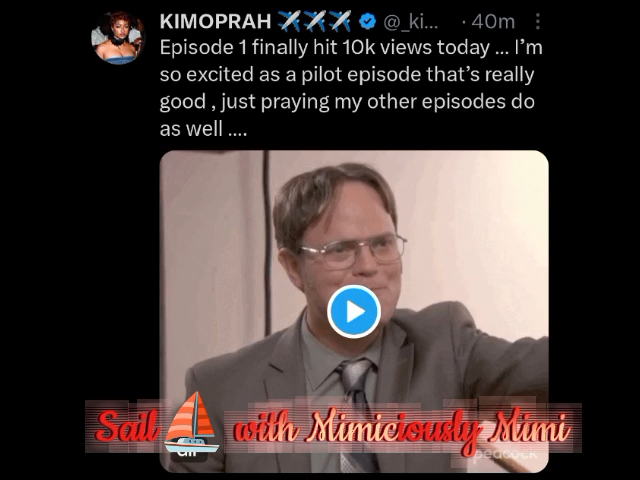 KIMOPRAH ✈️✈️✈️ @_ki... · 40m
Episode 1 finally hit 10k views today ... I'm
so excited as a pilot episode that's really
good , just praying my other episodes do
as well ....
Sail ⛵ with Mimiciously Mimi
peacock